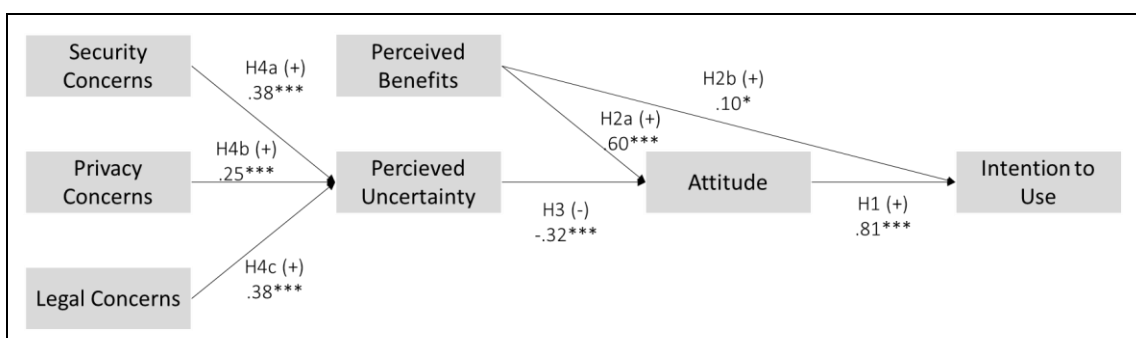 Security
Concerns
H4a (+)
.38***
Perceived
Benefits
H2b (+)
.10*
H2a (+)
.60***
Privacy
Concerns
H4b (+)
.25***
Percieved
Uncertainty
H3 (-)
-.32***
Attitude
H1 (+)
.81***
Intention to
Use
Legal Concerns
H4c (+)
.38***